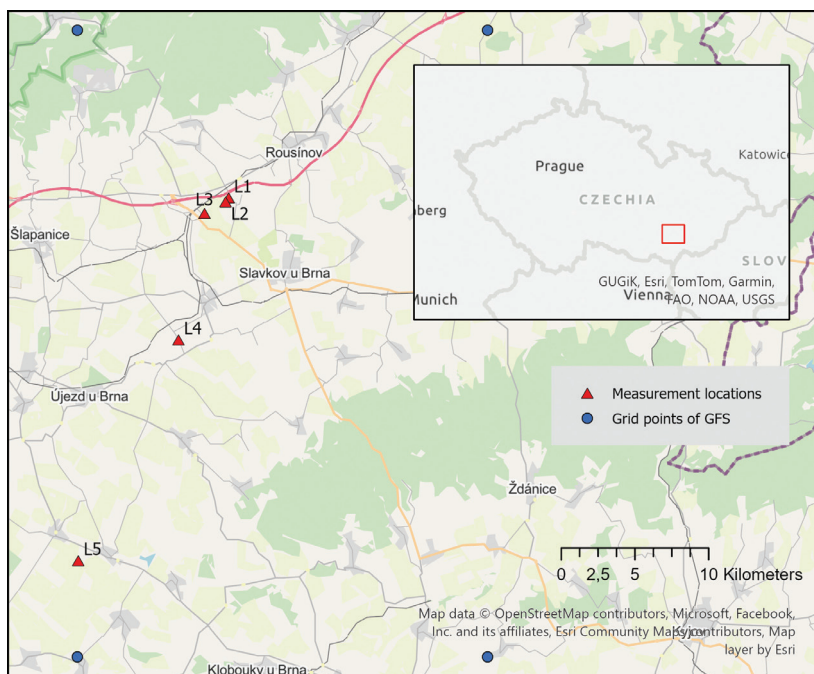 Rousínov
L1
L3
L2
Šlapanice
Slavkov u Brna
L4
Újezd u Brna
Ždánice
L5
Klobouky u Brna
Prague
Katowice
CZECHIA
berg
SLOV
Munich
Vienna
GUGiK, Esri, TomTom, Garmin,
FAO, NOAA, USGS
Measurement locations
Grid points of GFS
0 2,5 5 10 Kilometers
Map data © OpenStreetMap contributors, Microsoft, Facebook,
Inc. and its affiliates, Esri Community Maps contributors, Map
layer by Esri
Kyjov